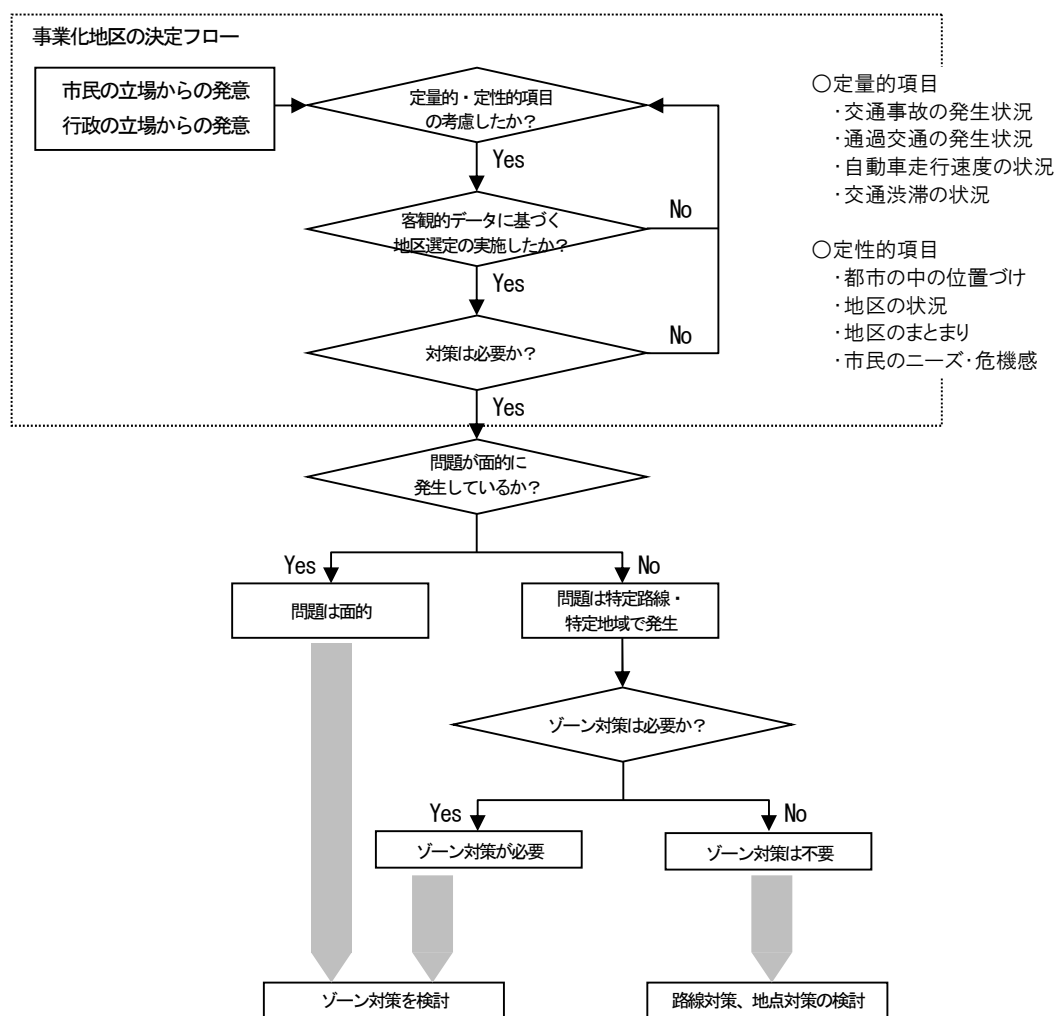 事業化地区の決定フロー
市民の立場からの発意
行政の立場からの発意
定量的・定性的項目
の考慮したか？
Yes
客観的データに基づく
地区選定の実施したか？
No
Yes
対策は必要か？
No
Yes
○定量的項目
・交通事故の発生状況
・通過交通の発生状況
・自動車走行速度の状況
・交通渋滞の状況
○定性的項目
・都市の中の位置づけ
・地区の状況
・地区のまとまり
・市民のニーズ・危機感
問題が面的に
発生しているか？
Yes
No
問題は面的
問題は特定路線・
特定地域で発生
ゾーン対策は必要か？
Yes
No
ゾーン対策が必要
ゾーン対策は不要
ゾーン対策を検討
路線対策、地点対策の検討